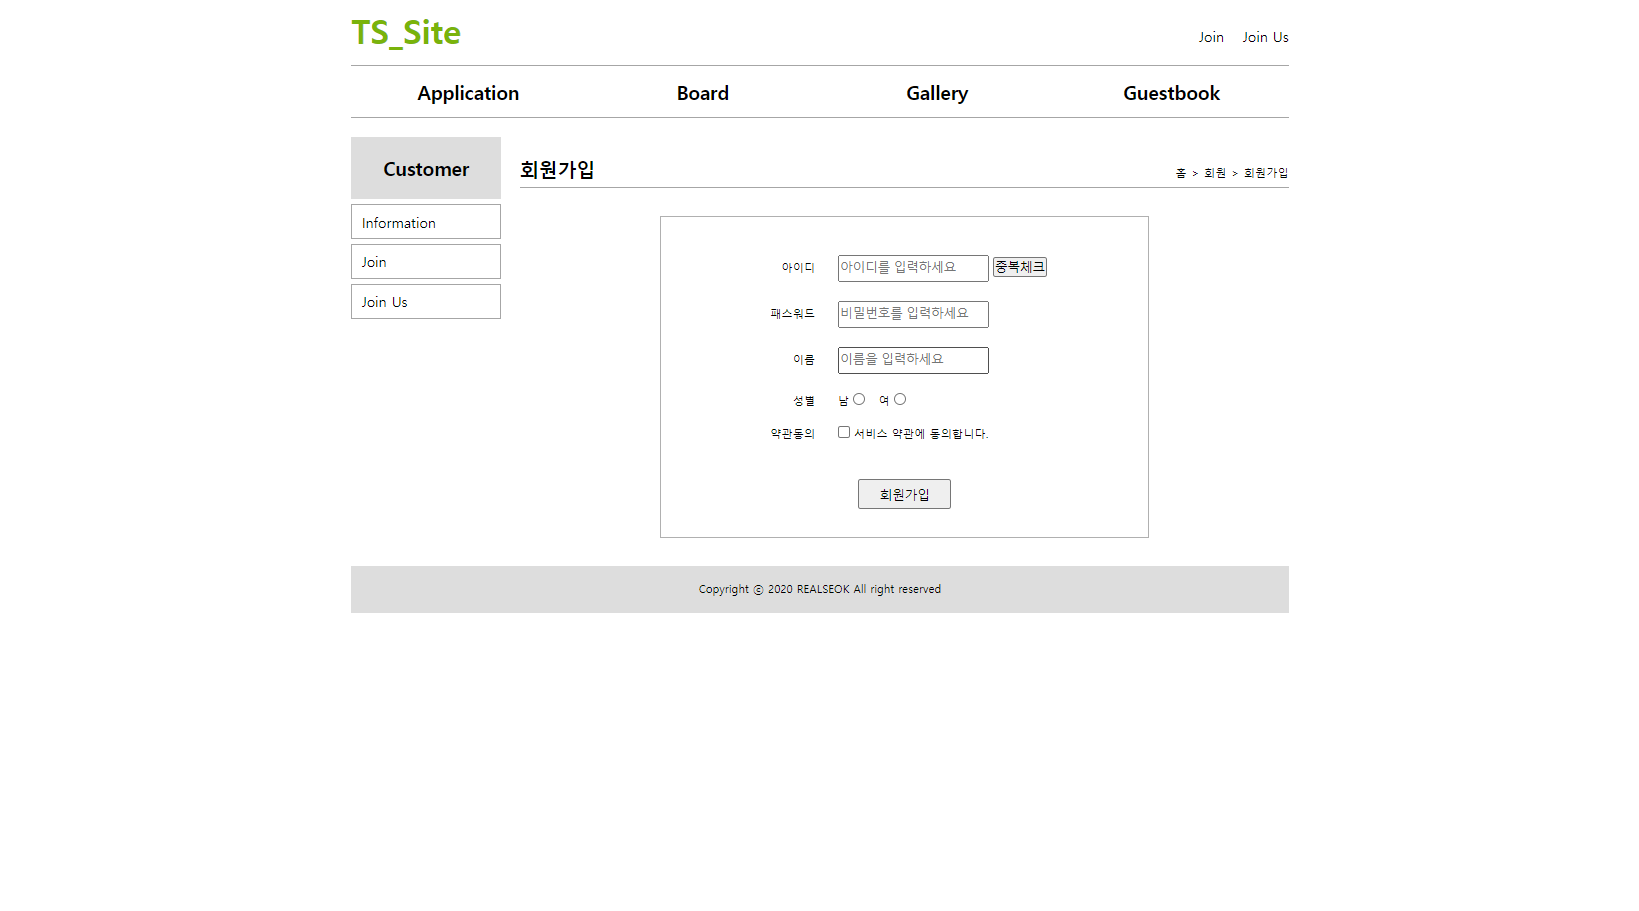 TS_Site
Join Join Us
Application Board Gallery Guestbook
Customer
Information
Join
Join Us
회원가입
홈 > 회원 > 회원가입
아이디 아이디를 입력하세요 중복체크
패스워드 비밀번호를 입력하세요
이름 이름을 입력하세요
성별 남 여
약관동의 서비스 약관에 동의합니다.
회원가입
Copyright ⓒ 2020 REALSEOK All right reserved